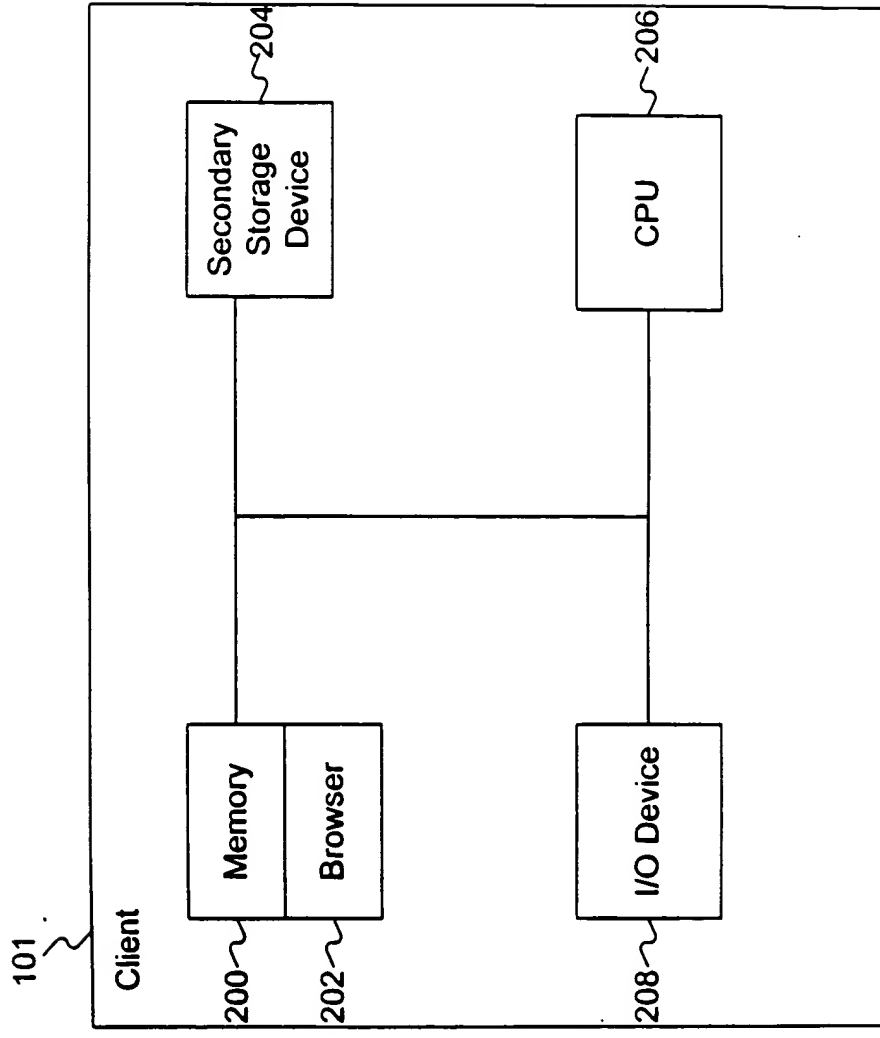 101
Client
200
Memory
202
Browser
Secondary
Storage
Device
204
208
I/O Device
CPU
206